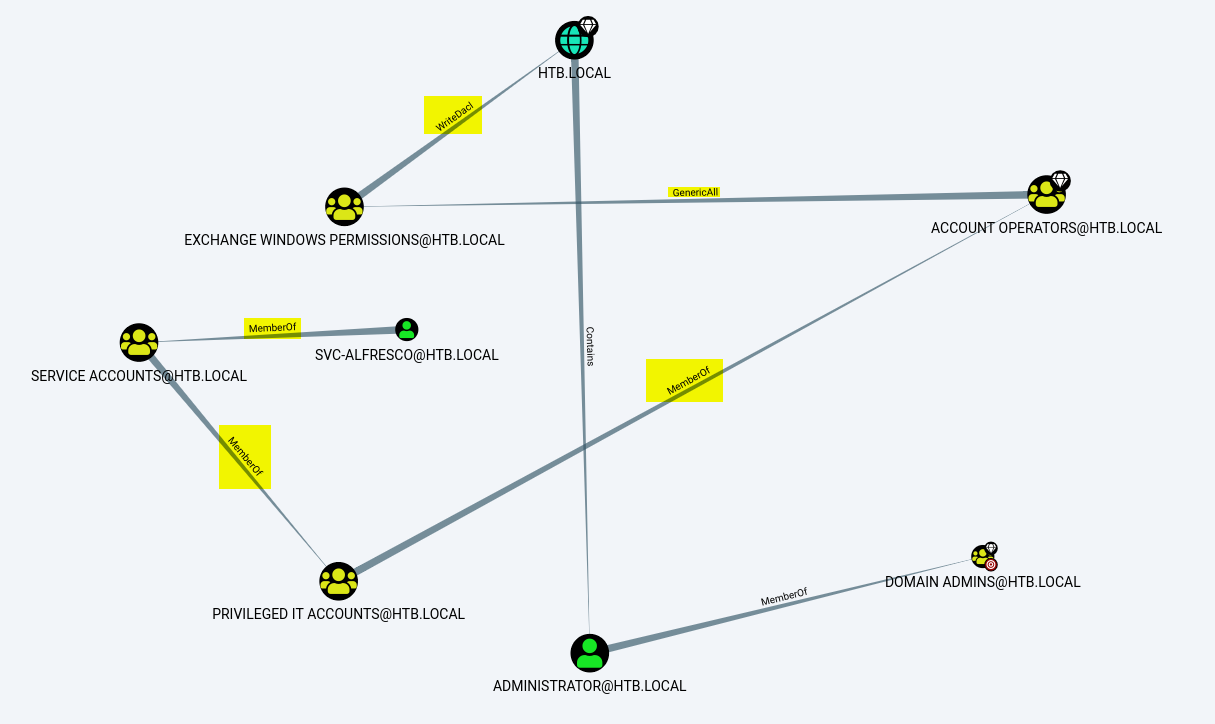 HTB.LOCAL
WriteDacl
GenericAll
EXCHANGE WINDOWS PERMISSIONS@HTB.LOCAL
ACCOUNT OPERATORS@HTB.LOCAL
MemberOf
SVC-ALFRESCO@HTB.LOCAL
Contains
SERVICE ACCOUNTS@HTB.LOCAL
MemberOf
MemberOf
DOMAIN ADMINS@HTB.LOCAL
MemberOf
PRIVILEGED IT ACCOUNTS@HTB.LOCAL
ADMINISTRATOR@HTB.LOCAL